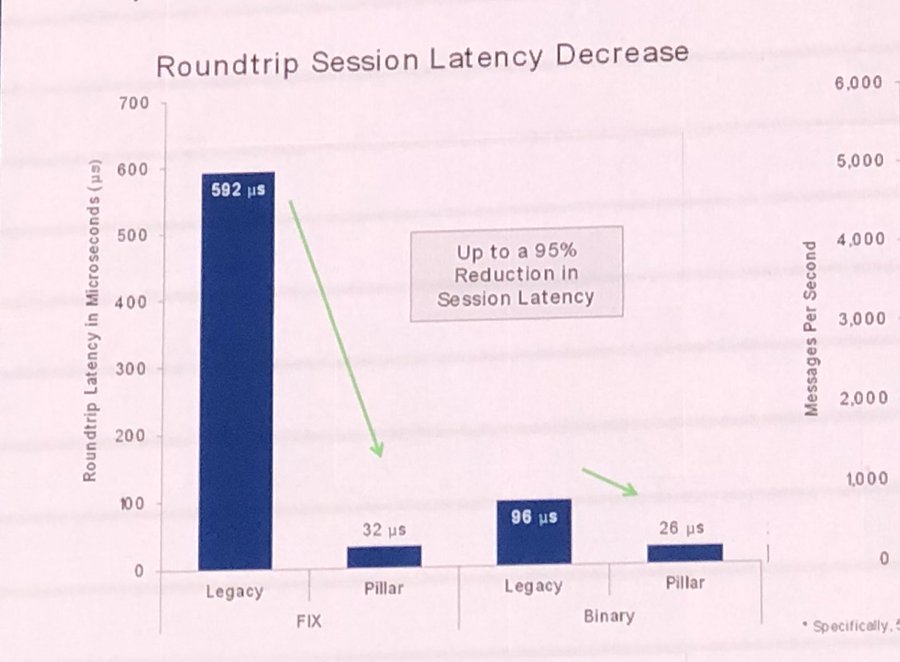 Roundtrip Session Latency Decrease
Roundtrip Latency in Microseconds (µs)
700
600
500
400
300
200
100
0
592 µs
32 µs
96 µs
26 µs
Up to a 95%
Reduction in
Session Latency
Legacy
Pillar
Legacy
Pillar
FIX
Binary
Messages Per Second
6,000
5,000
4,000
3,000
2,000
1,000
0
* Specifically,